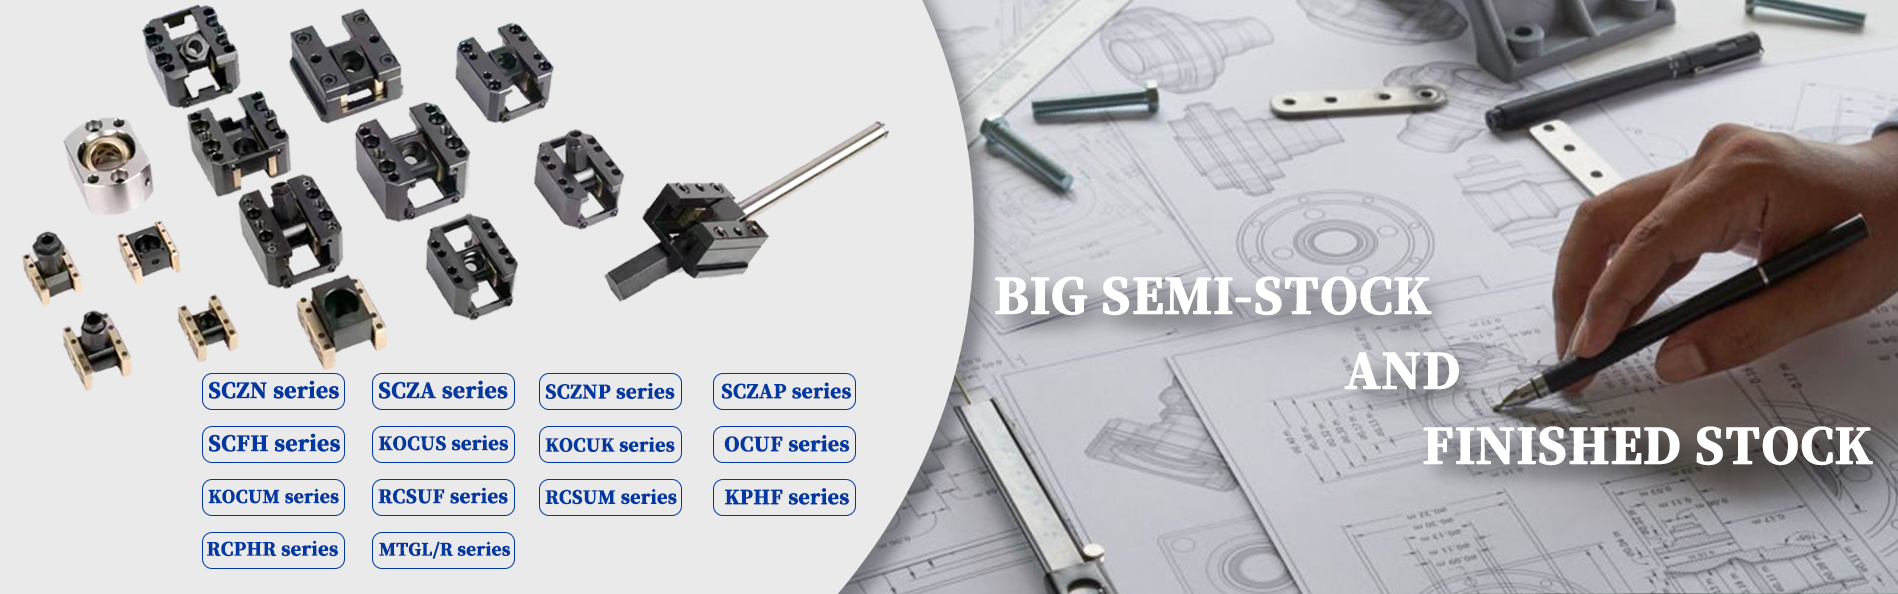 SCZN series
SCZA series
SCZNP series
SCZAP series
SCFH series
KOCUS series
KOCUK series
OCUF series
KOCUM series
RCSUF series
RCSUM series
KPHF series
RCPHR series
MTGL/R series
BIG SEMI-STOCK
AND
FINISHED STOCK